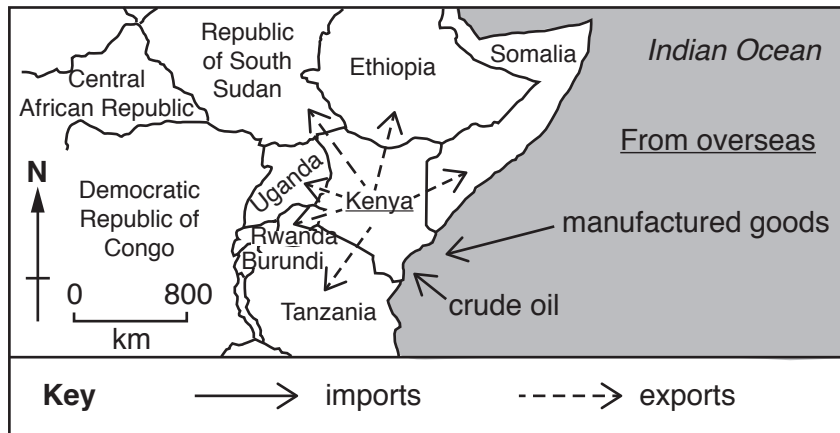 Republic
of South
Sudan
Ethiopia
Somalia
Indian Ocean
Central
African Republic
From overseas
N
Democratic
Republic of
Congo
Uganda
Kenya
Rwanda
Burundi
manufactured goods
0 800
km
Tanzania
crude oil
Key
imports
exports